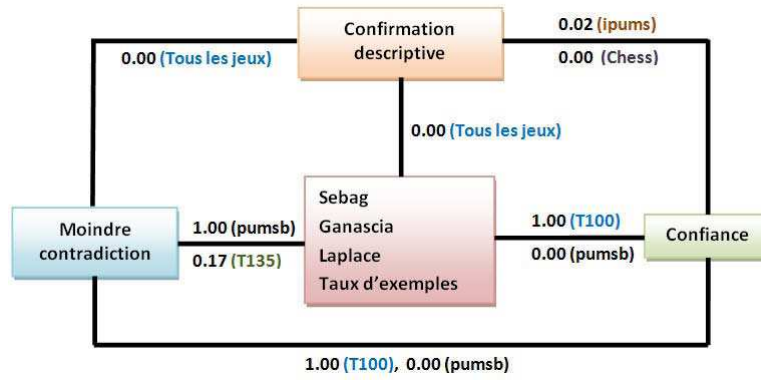 Confirmation
descriptive
0.02 (ipums)
0.00 (Tous les jeux)
0.00 (Chess)
0.00 (Tous les jeux)
Moindre
contradiction
1.00 (pumsb)
0.17 (T135)
Sebag
Ganascia
Laplace
Taux d'exemples
1.00 (T100)
0.00 (pumsb)
Confiance
1.00 (T100), 0.00 (pumsb)